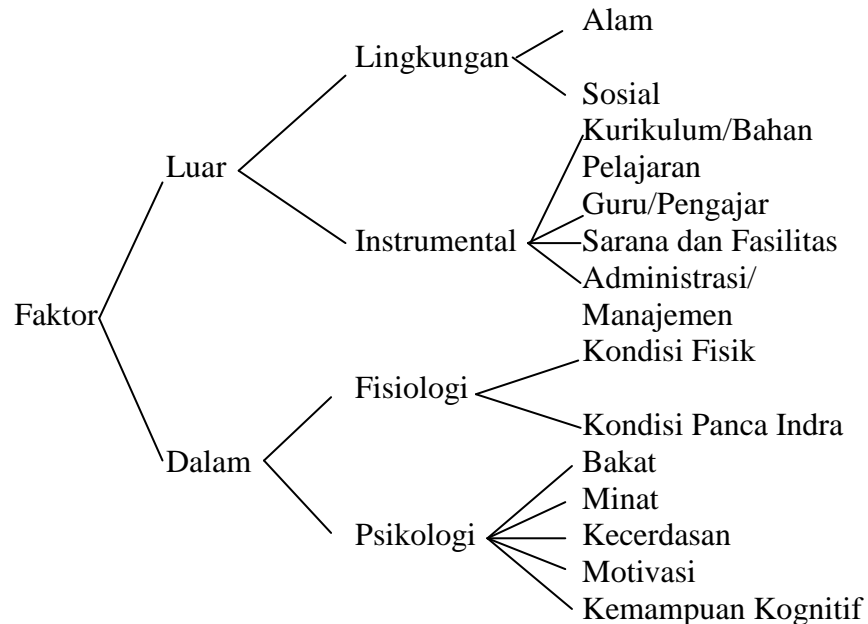 Alam
Lingkungan
Sosial
Kurikulum/Bahan
Pelajaran
Luar
Guru/Pengajar
Instrumental
Sarana dan Fasilitas
Administrasi/
Manajemen
Faktor
Kondisi Fisik
Fisiologi
Kondisi Panca Indra
Dalam
Bakat
Minat
Psikologi
Kecerdasan
Motivasi
Kemampuan Kognitif